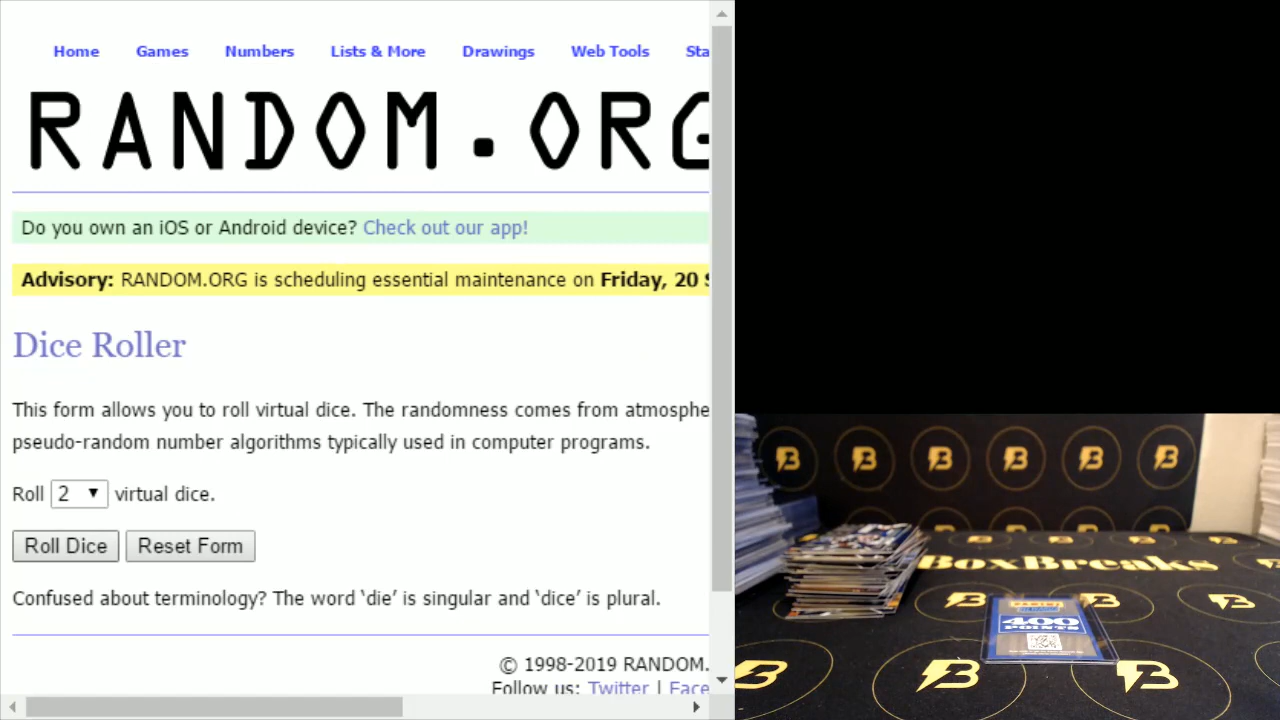 Home Games Numbers Lists & More Drawings Web Tools Sta
RANDOM.ORG
Do you own an iOS or Android device? Check out our app!
Advisory: RANDOM.ORG is scheduling essential maintenance on Friday, 20 S
Dice Roller
This form allows you to roll virtual dice. The randomness comes from atmosphe
pseudo-random number algorithms typically used in computer programs.
Roll 2 virtual dice.
Roll Dice Reset Form
Confused about terminology? The word ‘die’ is singular and ‘dice’ is plural.
© 1998-2019 RANDOM.
Follow us: Twitter | Face
BoxBreaks
PANINI
400
POINTS